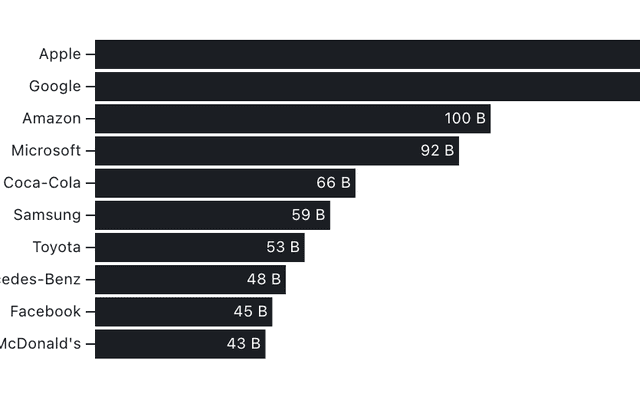 Apple
Google
Amazon 100 B
Microsoft 92 B
Coca-Cola 66 B
Samsung 59 B
Toyota 53 B
cedes-Benz 48 B
Facebook 45 B
McDonald's 43 B